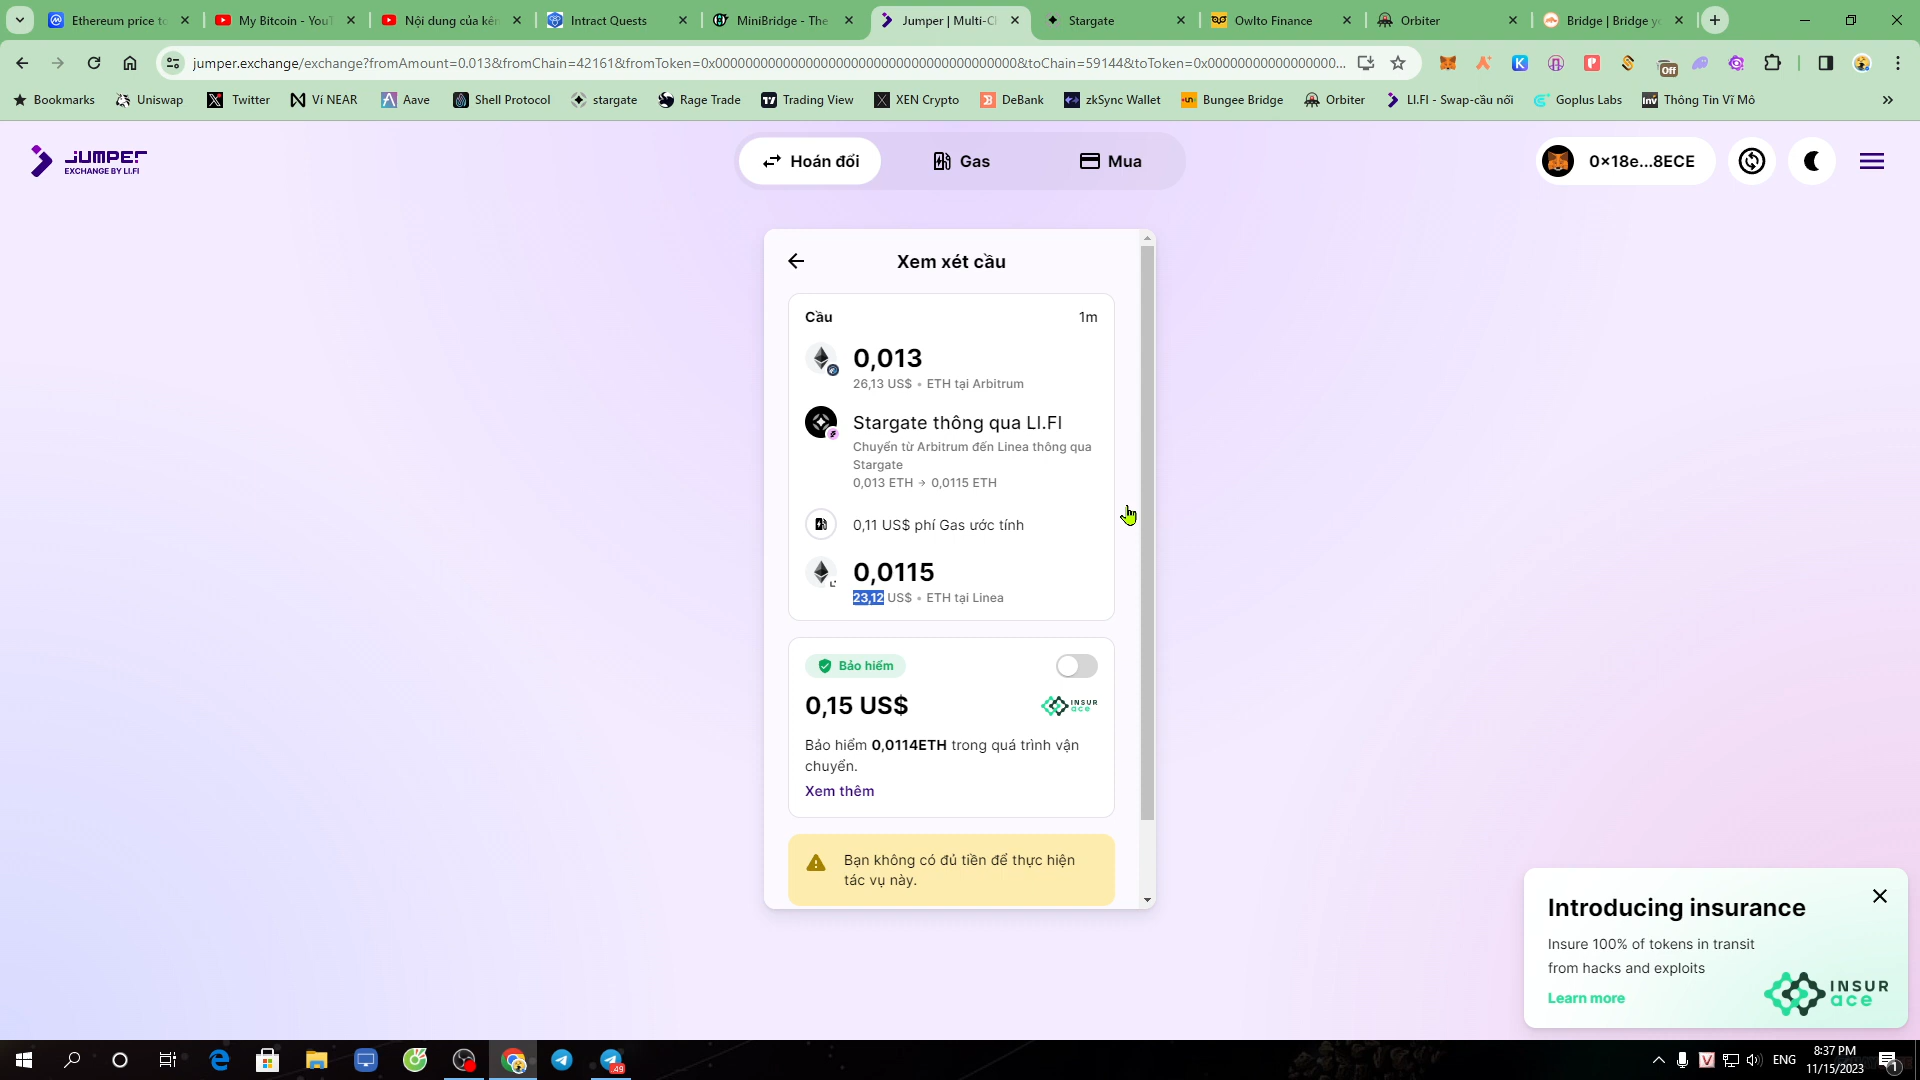 Ethereum price to
My Bitcoin - You
Nội dung của kên
Intract Quests
MiniBridge - The
Jumper | Multi-C
Stargate
Owlto Finance
Orbiter
Bridge | Bridge y
jumper.exchange/exchange?fromAmount=0.013&fromChain=42161&fromToken=0x0000000000000000000000000000000000000000&toChain=59144&toToken=0x00000000000000000...
Off
Bookmarks
Uniswap
Twitter
Ví NEAR
Aave
Shell Protocol
stargate
Rage Trade
Trading View
XEN Crypto
DeBank
zkSync Wallet
Bungee Bridge
Orbiter
LI.FI - Swap-cầu nối
Goplus Labs
Thông Tin Vĩ Mô
JUMPER
EXCHANGE BY LI.FI
Hoán đổi
Gas
Mua
0×18e...8ECE
Xem xét cầu
Cầu
1m
0,013
26,13 US$ • ETH tại Arbitrum
Stargate thông qua LI.FI
Chuyển từ Arbitrum đến Linea thông qua
Stargate
0,013 ETH → 0,0115 ETH
0,11 US$ phí Gas ước tính
0,0115
23,12 US$ • ETH tại Linea
Bảo hiểm
0,15 US$
INSUR
ace
Bảo hiểm 0,0114ETH trong quá trình vận
chuyển.
Xem thêm
Bạn không có đủ tiền để thực hiện
tác vụ này.
Introducing insurance
Insure 100% of tokens in transit
from hacks and exploits
Learn more
INSUR
ace
49
ENG
8:37 PM
11/15/2023
1